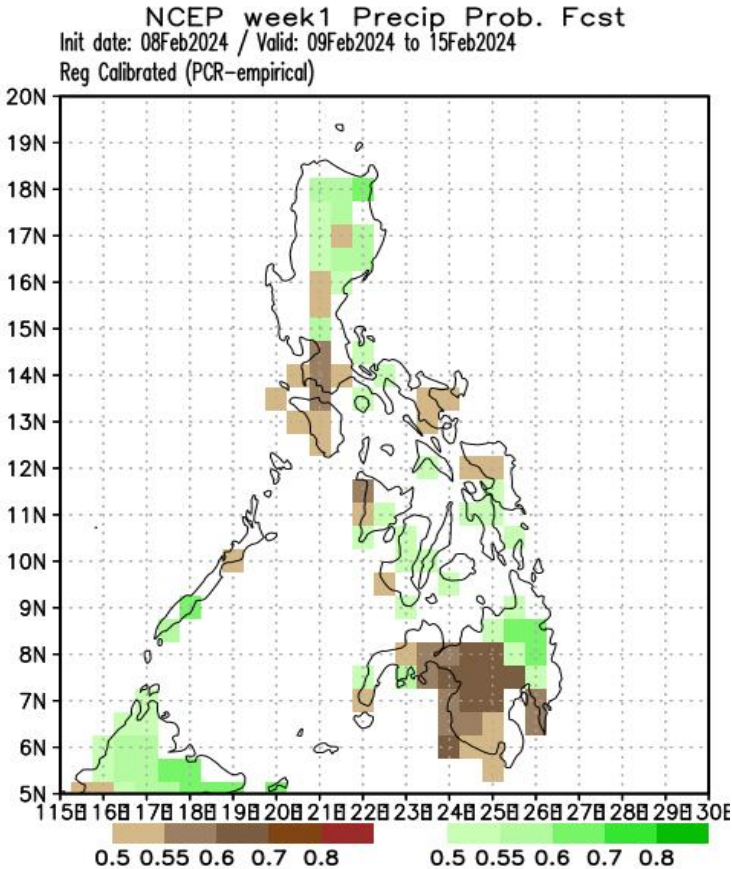 NCEP week1 Precip Prob. Fcst
Init date: 08Feb2024 / Valid: 09Feb2024 to 15Feb2024
Reg Calibrated (PCR-empirical)
20N
19N
18N
17N
16N
15N
14N
13N
12N
11N
10N
9N
8N
7N
6N
5N
115E 116E 117E 118E 119E 120E 121E 122E 123E 124E 125E 126E 127E 128E 129E 130E
0.5 0.55 0.6 0.7 0.8 0.5 0.55 0.6 0.7 0.8